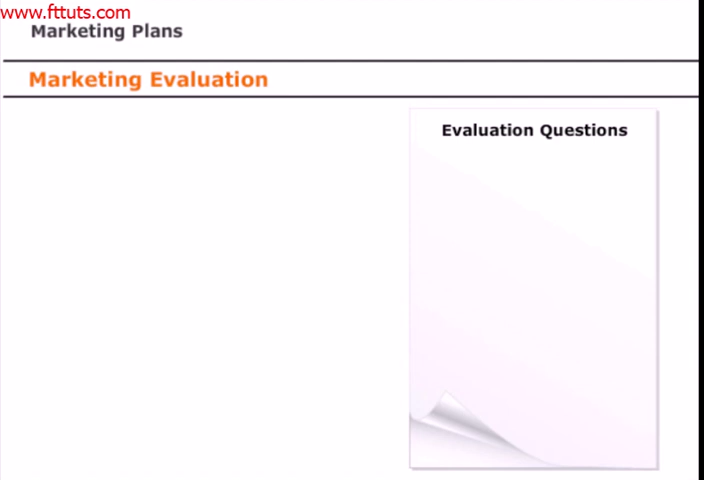 www.fttuts.com
Marketing Plans
Marketing Evaluation
Evaluation Questions